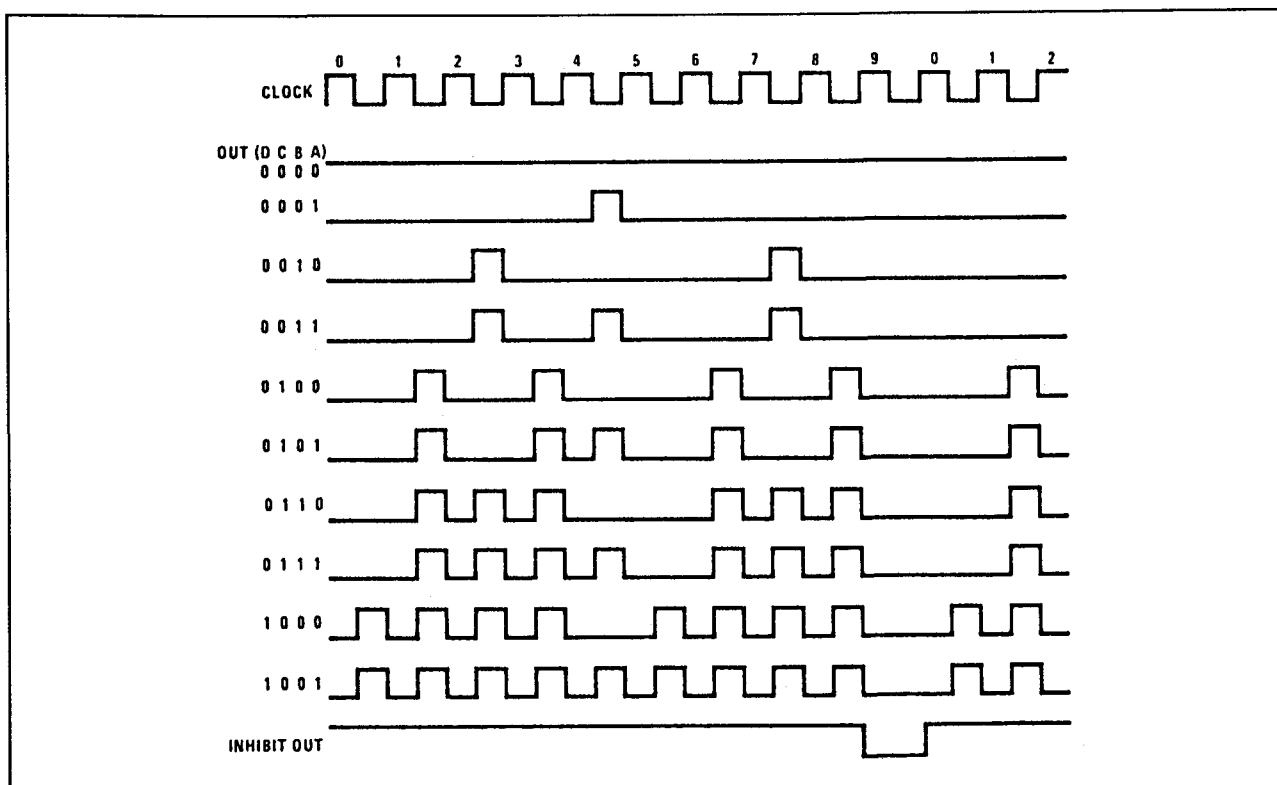 0 1 2 3 4 5 6 7 8 9 0 1 2
CLOCK
OUT (D C B A)
0 0 0 0
0 0 0 1
0 0 1 0
0 0 1 1
0 1 0 0
0 1 0 1
0 1 1 0
0 1 1 1
1 0 0 0
1 0 0 1
INHIBIT OUT